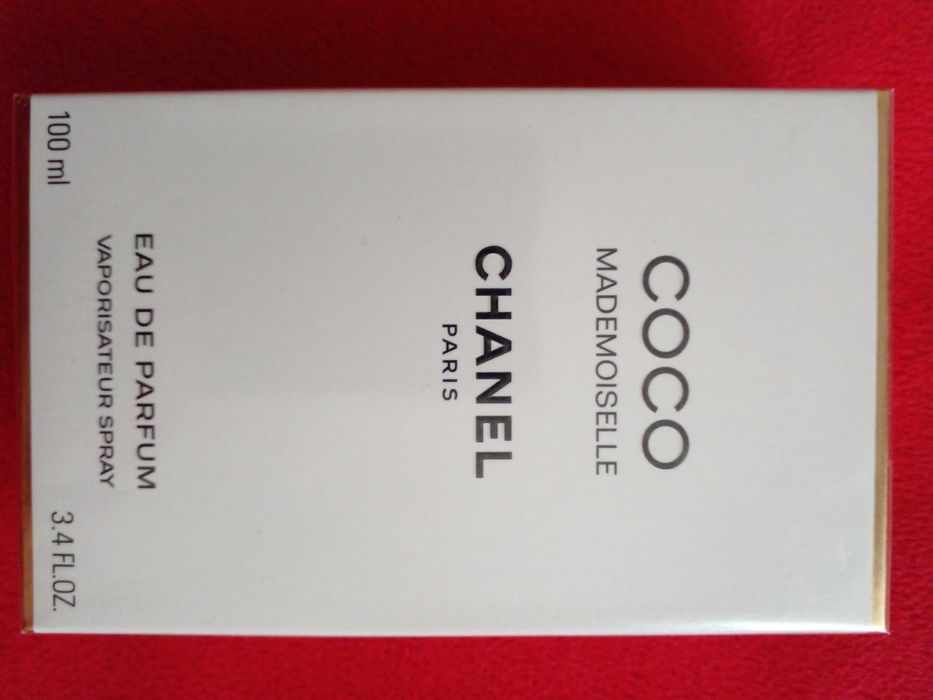 COCO
MADEMOISELLE
CHANEL
PARIS
EAU DE PARFUM
VAPORISATEUR SPRAY
100 ml
3.4 FL.OZ.